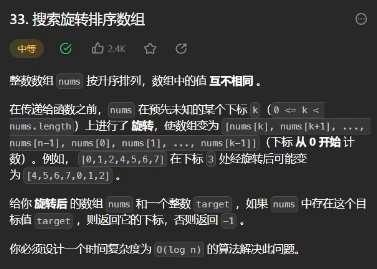 33. 搜索旋转排序数组
中等 2.4K
整数数组 nums 按升序排列，数组中的值 互不相同 。
在传递给函数之前，nums 在预先未知的某个下标 k（0 <= k <
nums.length）上进行了 旋转，使数组变为 [nums[k], nums[k+1], ...,
nums[n-1], nums[0], nums[1], ..., nums[k-1]]（下标 从 0 开始 计
数）。例如， [0,1,2,4,5,6,7] 在下标 3 处经旋转后可能变
为 [4,5,6,7,0,1,2] 。
给你 旋转后 的数组 nums 和一个整数 target ，如果 nums 中存在这个目
标值 target ，则返回它的下标，否则返回 -1 。
你必须设计一个时间复杂度为 O(log n) 的算法解决此问题。